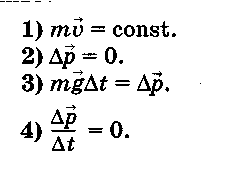 1) mv⃗ = const.
2) Δp⃗ = 0.
3) mg⃗Δt = Δp⃗.
4) Δp⃗/Δt = 0.